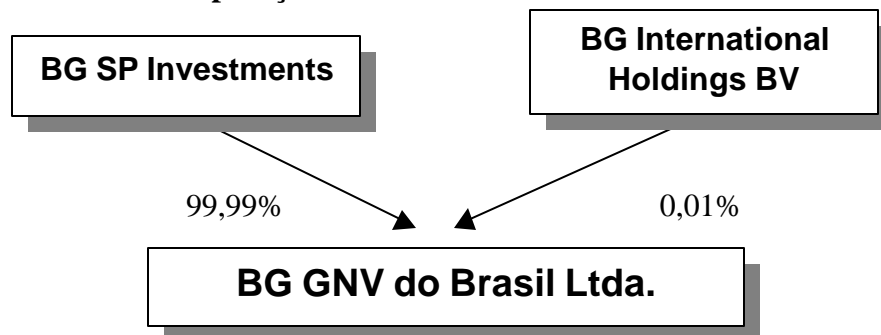 BG SP Investments
BG International
Holdings BV
99,99%
0,01%
BG GNV do Brasil Ltda.